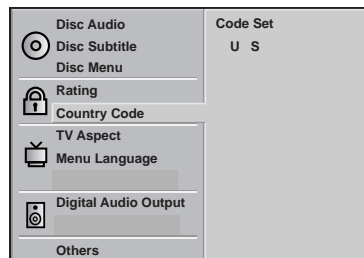 Disc Audio
Disc Subtitle
Disc Menu
Rating
Country Code
TV Aspect
Menu Language
Digital Audio Output
Others
Code Set
U S